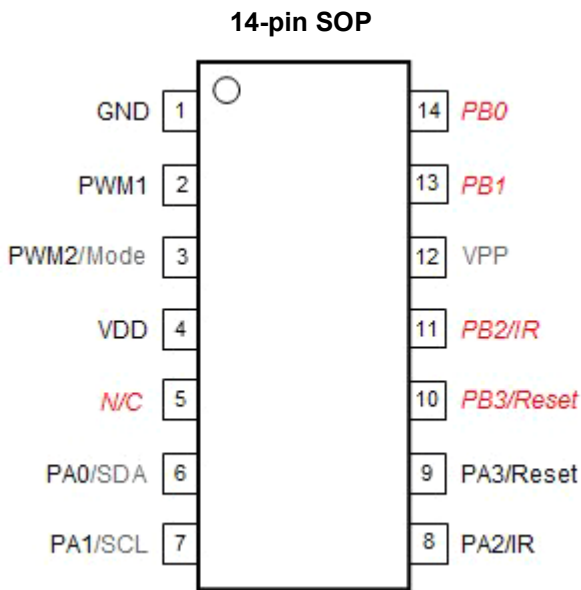 14-pin SOP
GND 1 14 PB0
PWM1 2 13 PB1
PWM2/Mode 3 12 VPP
VDD 4 11 PB2/IR
N/C 5 10 PB3/Reset
PA0/SDA 6 9 PA3/Reset
PA1/SCL 7 8 PA2/IR